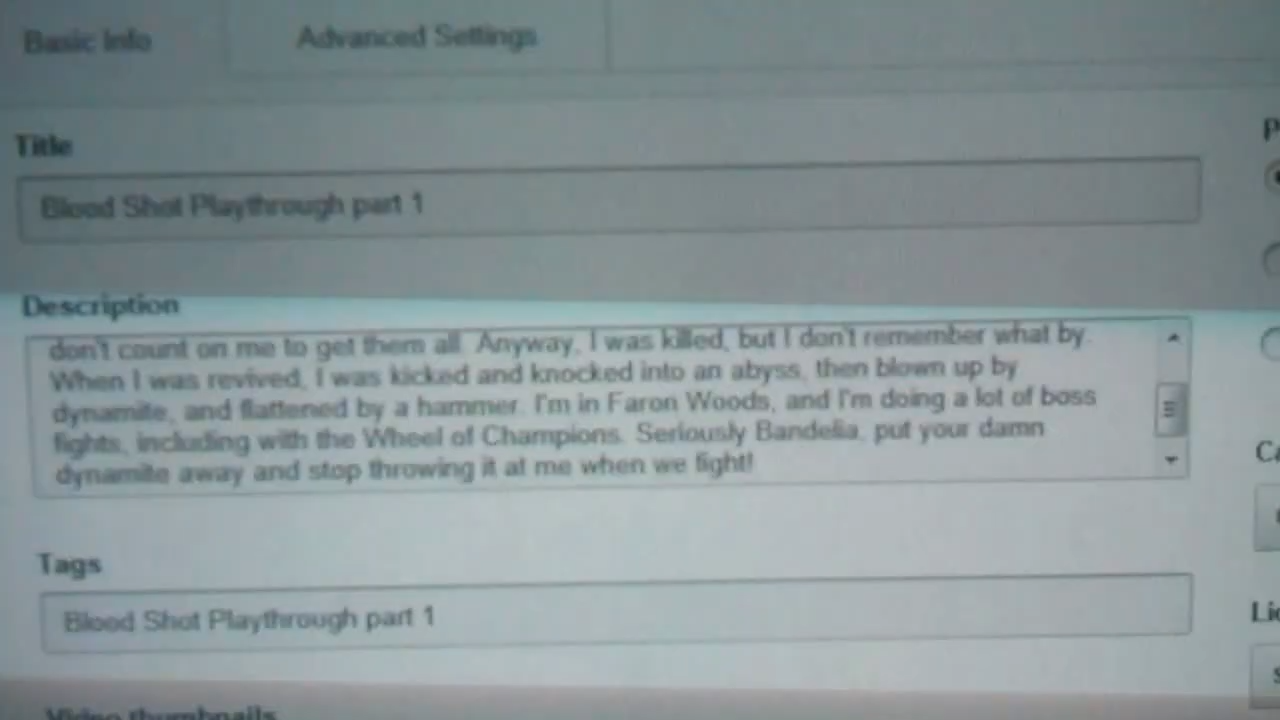 Basic Info
Advanced Settings
Title
Blood Shot Playthrough part 1
Description
don't count on me to get them all. Anyway, I was killed, but I don't remember what by.
When I was revived, I was kicked and knocked into an abyss, then blown up by
dynamite, and flattened by a hammer. I'm in Faron Woods, and I'm doing a lot of boss
fights, including with the Wheel of Champions. Seriously Bandelia, put your damn
dynamite away and stop throwing it at me when we fight!
Tags
Blood Shot Playthrough part 1
Video thumbnails